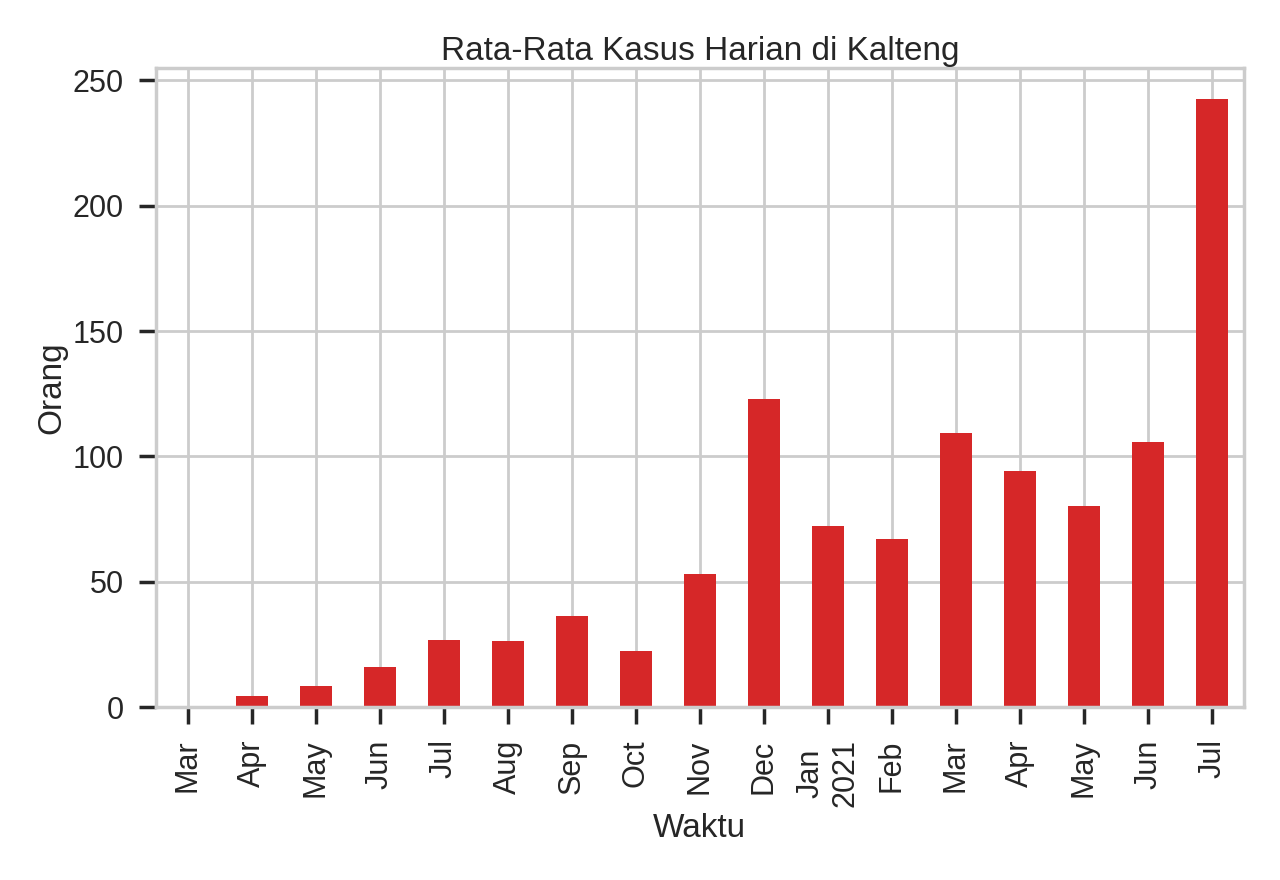 Rata-Rata Kasus Harian di Kalteng
250
200
150
100
50
0
Orang
Mar
Apr
May
Jun
Jul
Aug
Sep
Oct
Nov
Dec
Jan
2021
Feb
Mar
Apr
May
Jun
Jul
Waktu